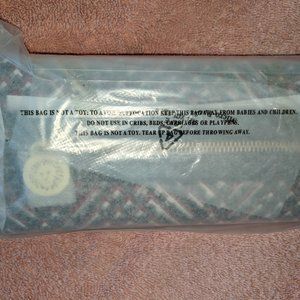 THIS BAG IS NOT A TOY: TO AVOID SUFFOCATION KEEP THIS BAG AWAY FROM BABIES AND CHILDREN.
DO NOT USE IN CRIBS, BEDS, CARRIAGES OR PLAYPENS.
THIS BAG IS NOT A TOY. TEAR UP BAG BEFORE THROWING AWAY.